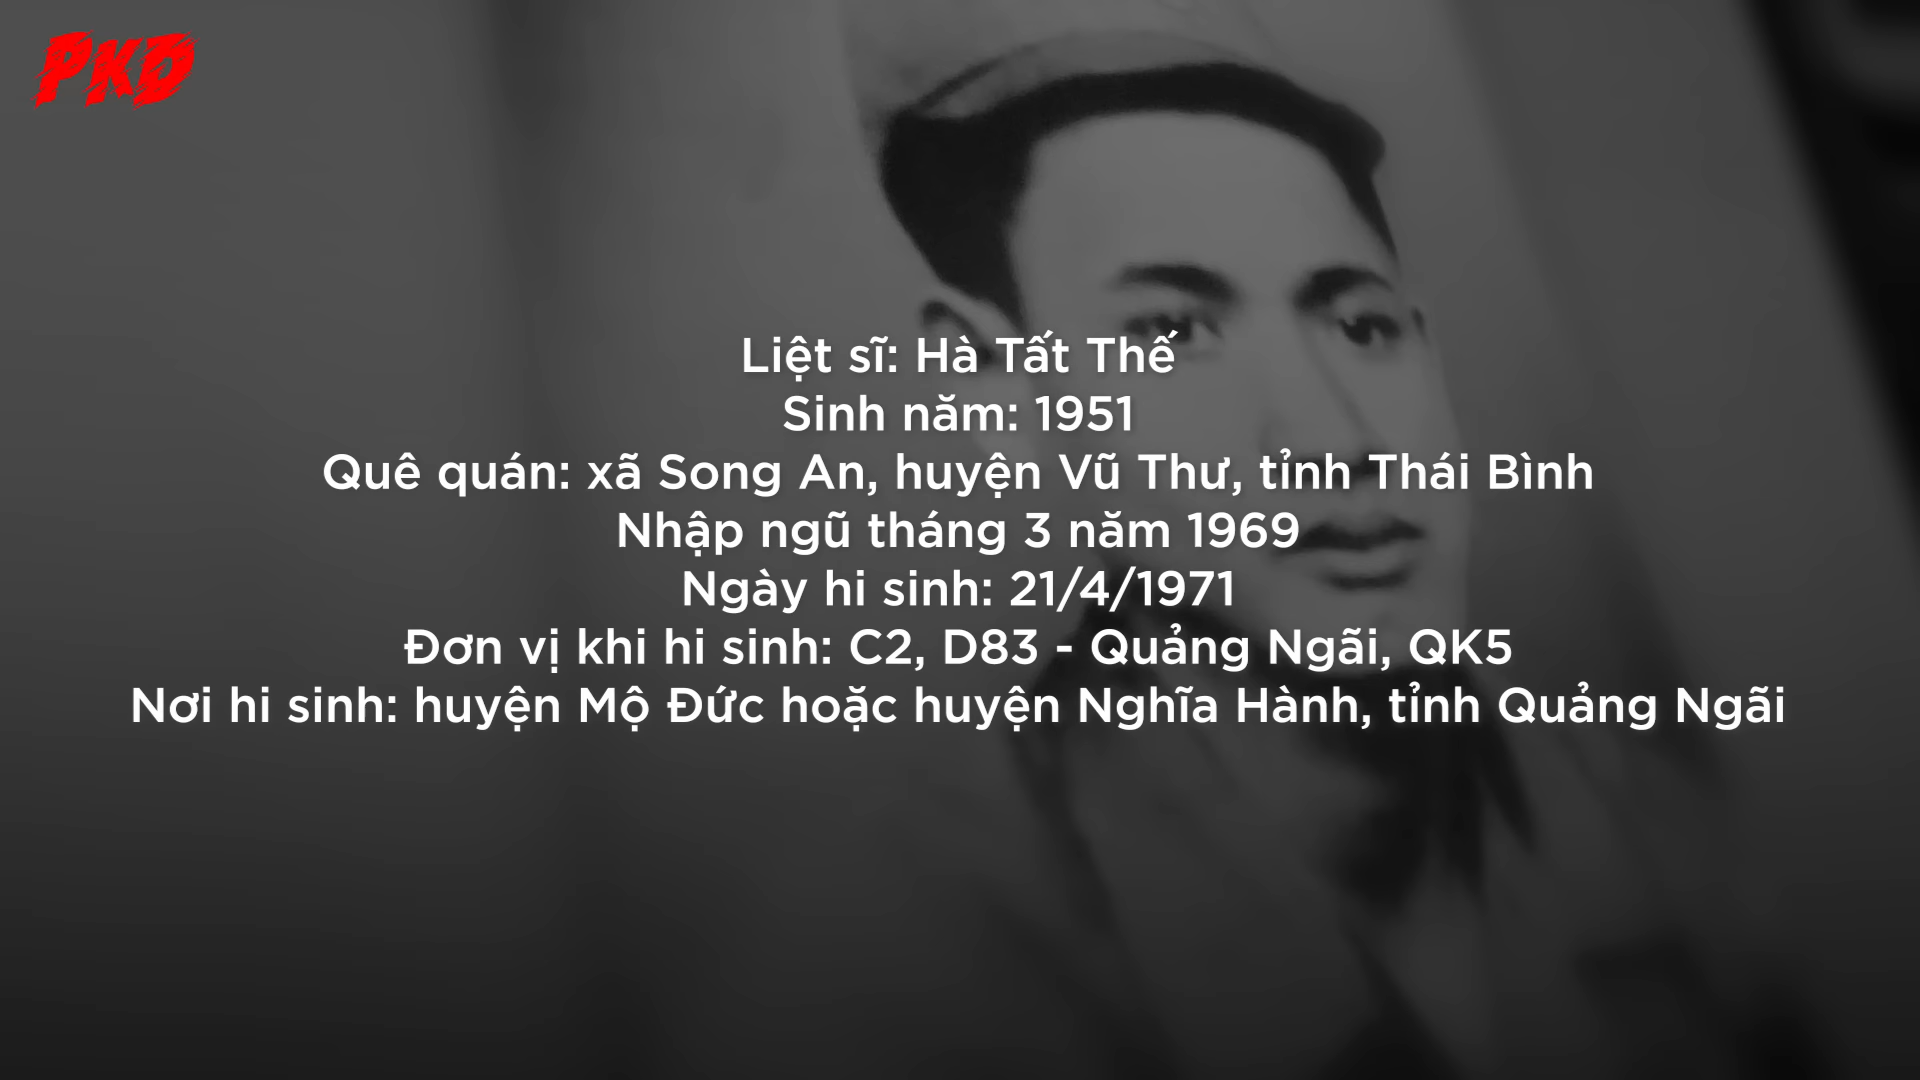 PKD
Liệt sĩ: Hà Tất Thế
Sinh năm: 1951
Quê quán: xã Song An, huyện Vũ Thư, tỉnh Thái Bình
Nhập ngũ tháng 3 năm 1969
Ngày hi sinh: 21/4/1971
Đơn vị khi hi sinh: C2, D83 - Quảng Ngãi, QK5
Nơi hi sinh: huyện Mộ Đức hoặc huyện Nghĩa Hành, tỉnh Quảng Ngãi